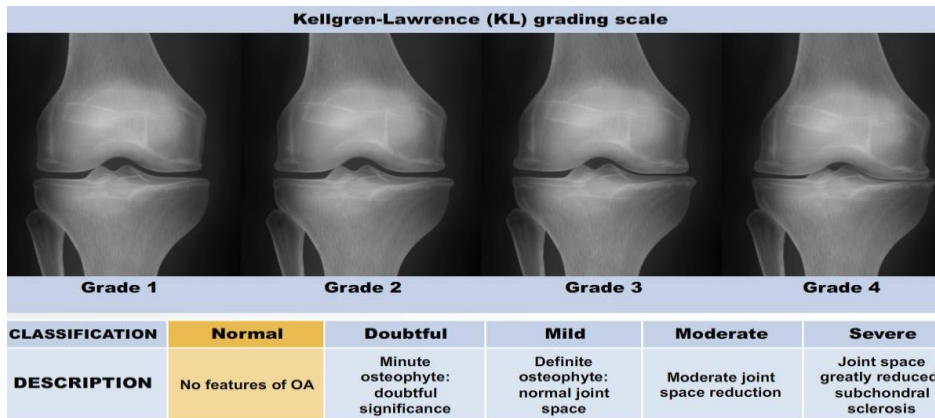 Kellgren-Lawrence (KL) grading scale
Grade 1 Grade 2 Grade 3 Grade 4
CLASSIFICATION Normal Doubtful Mild Moderate Severe
DESCRIPTION
No features of OA
Minute
osteophyte:
doubtful
significance
Definite
osteophyte:
normal joint
space
Moderate joint
space reduction
Joint space
greatly reduced
subchondral
sclerosis